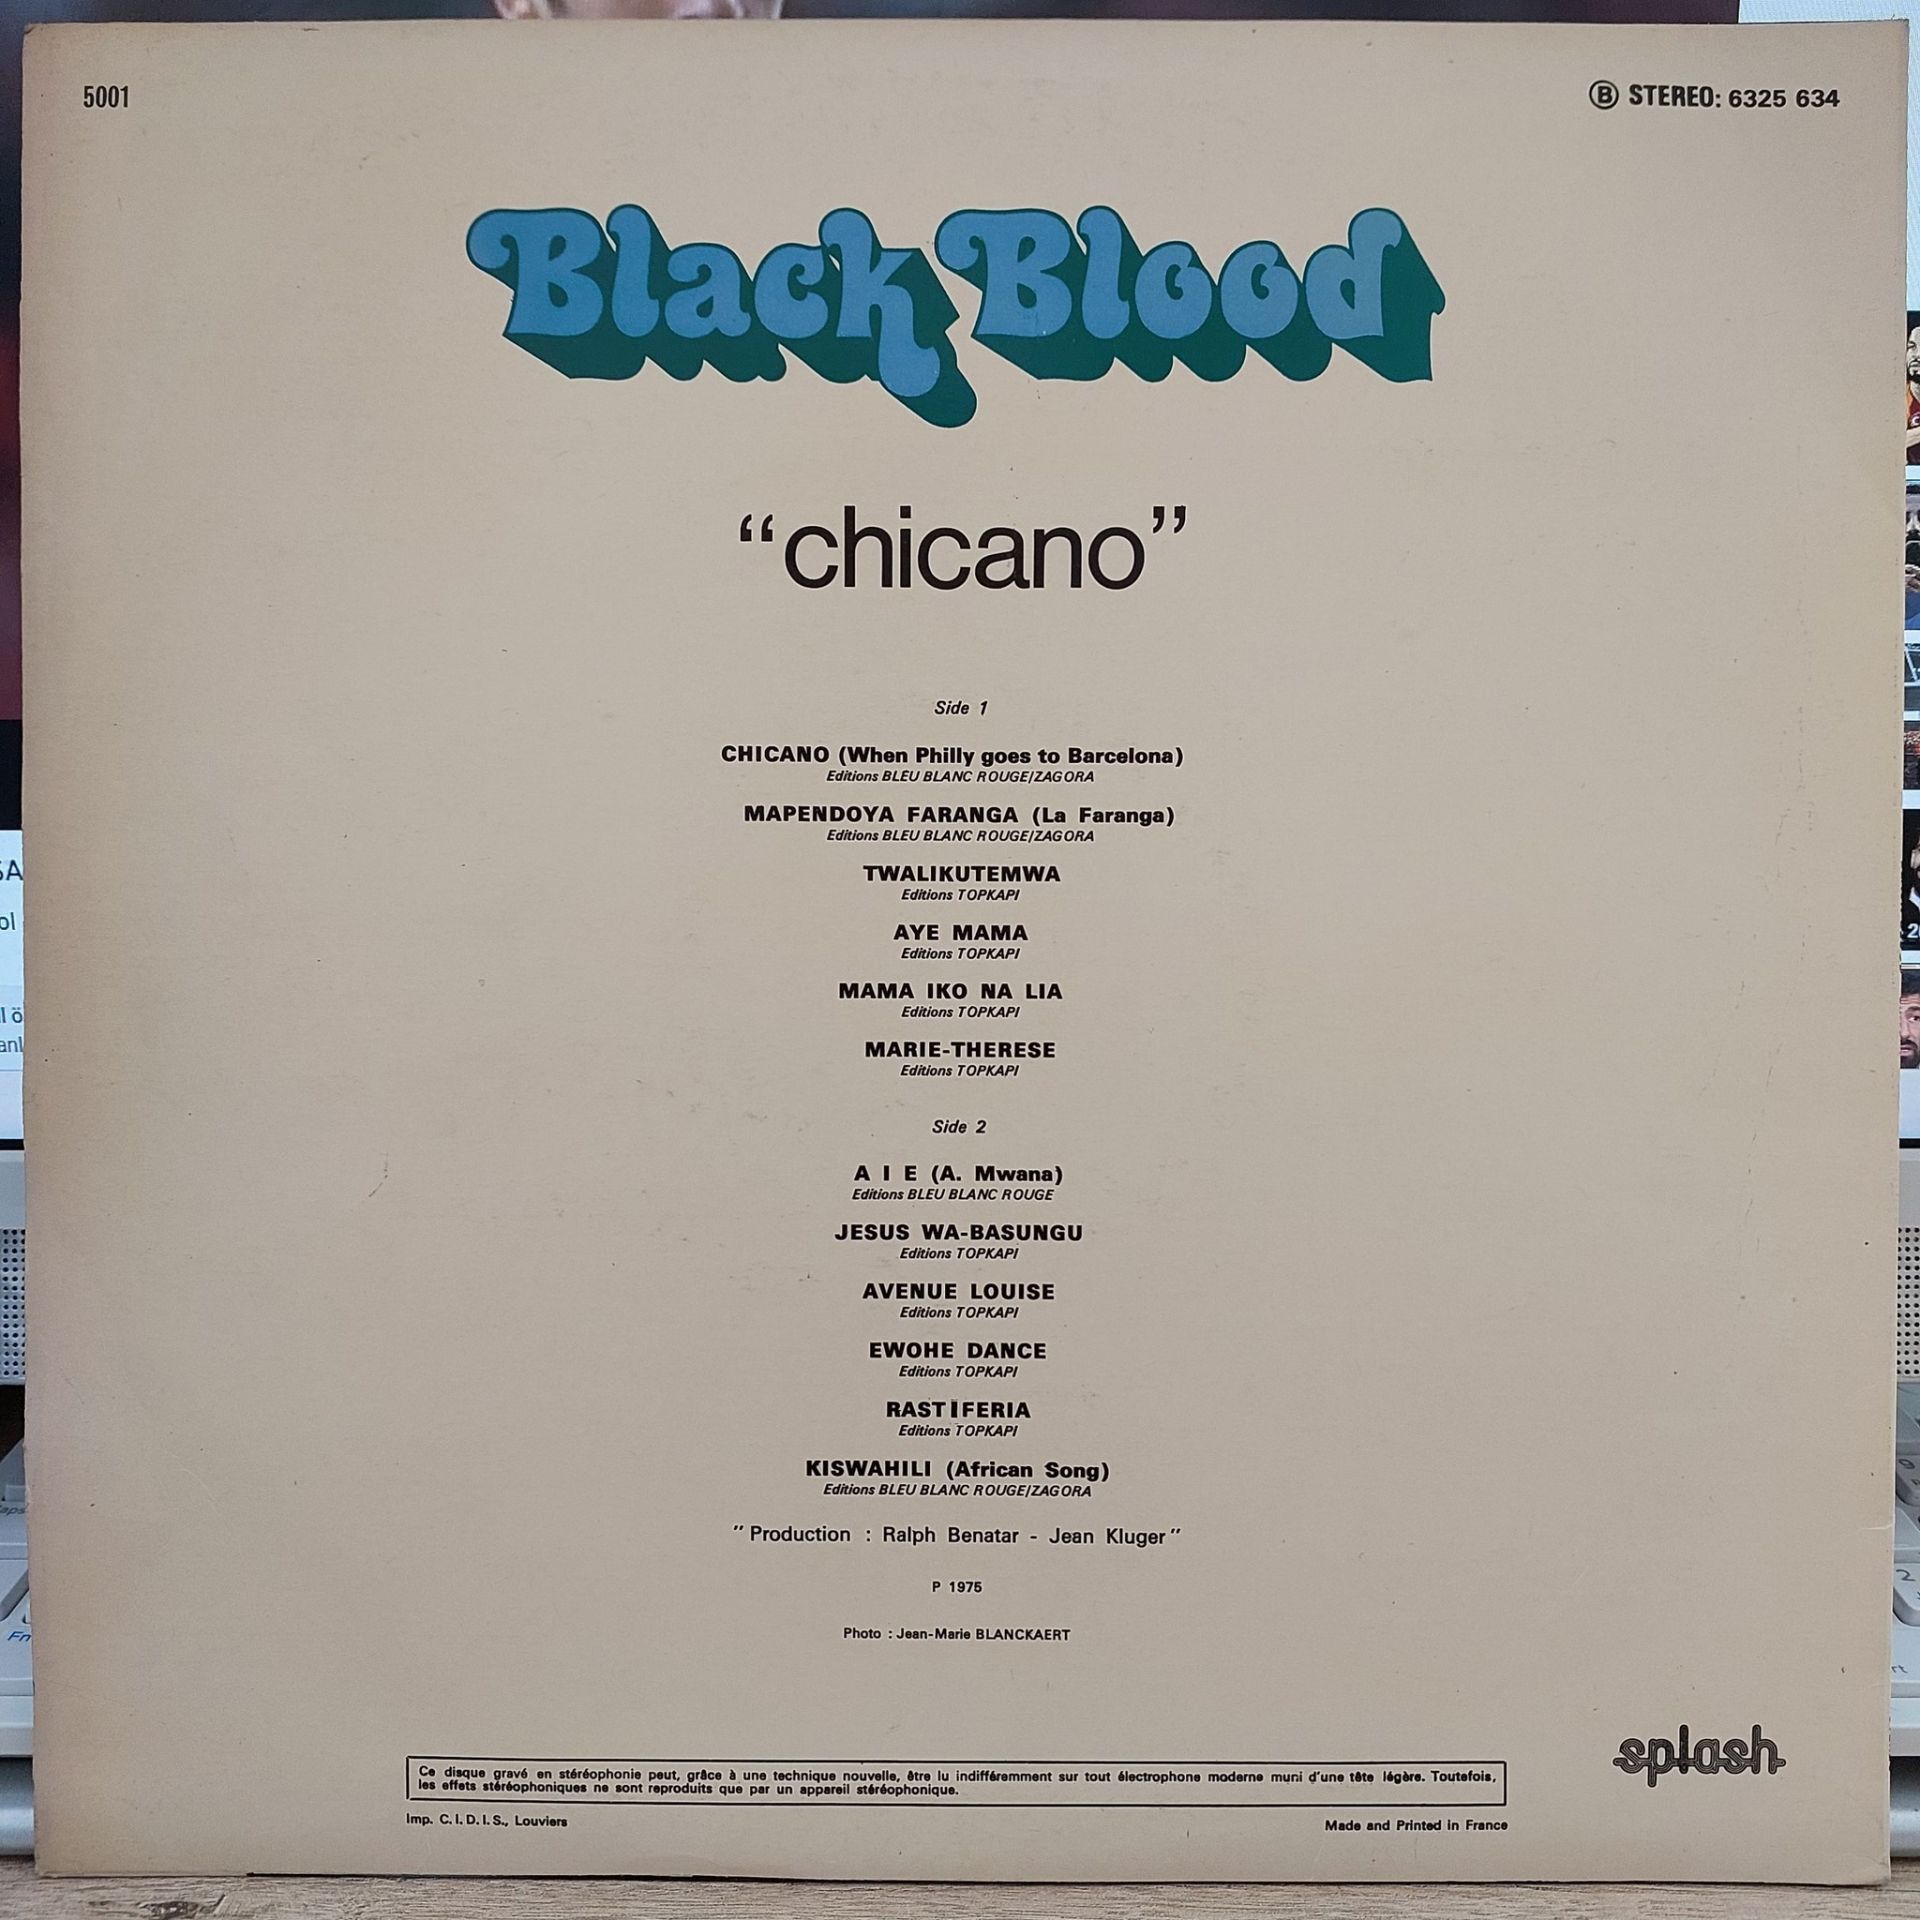 5001
Ⓑ STEREO: 6325 634
Black Blood
“chicano”
Side 1
CHICANO (When Philly goes to Barcelona)
Editions BLEU BLANC ROUGE/ZAGORA
MAPENDOYA FARANGA (La Faranga)
Editions BLEU BLANC ROUGE/ZAGORA
TWALIKUTEMWA
Editions TOPKAPI
AYE MAMA
Editions TOPKAPI
MAMA IKO NA LIA
Editions TOPKAPI
MARIE-THERESE
Editions TOPKAPI
Side 2
A I E (A. Mwana)
Editions BLEU BLANC ROUGE
JESUS WA-BASUNGU
Editions TOPKAPI
AVENUE LOUISE
Editions TOPKAPI
EWOHE DANCE
Editions TOPKAPI
RASTIFERIA
Editions TOPKAPI
KISWAHILI (African Song)
Editions BLEU BLANC ROUGE/ZAGORA
"Production : Ralph Benatar - Jean Kluger"
P 1975
Photo : Jean-Marie BLANCKAERT
splash
Ce disque gravé en stéréophonie peut, grâce à une technique nouvelle, être lu indifféremment sur tout électrophone moderne muni d'une tête légère. Toutefois,
les effets stéréophoniques ne sont reproduits que par un appareil stéréophonique.
Imp. C.I.D.I.S., Louviers
Made and Printed in France
Fn